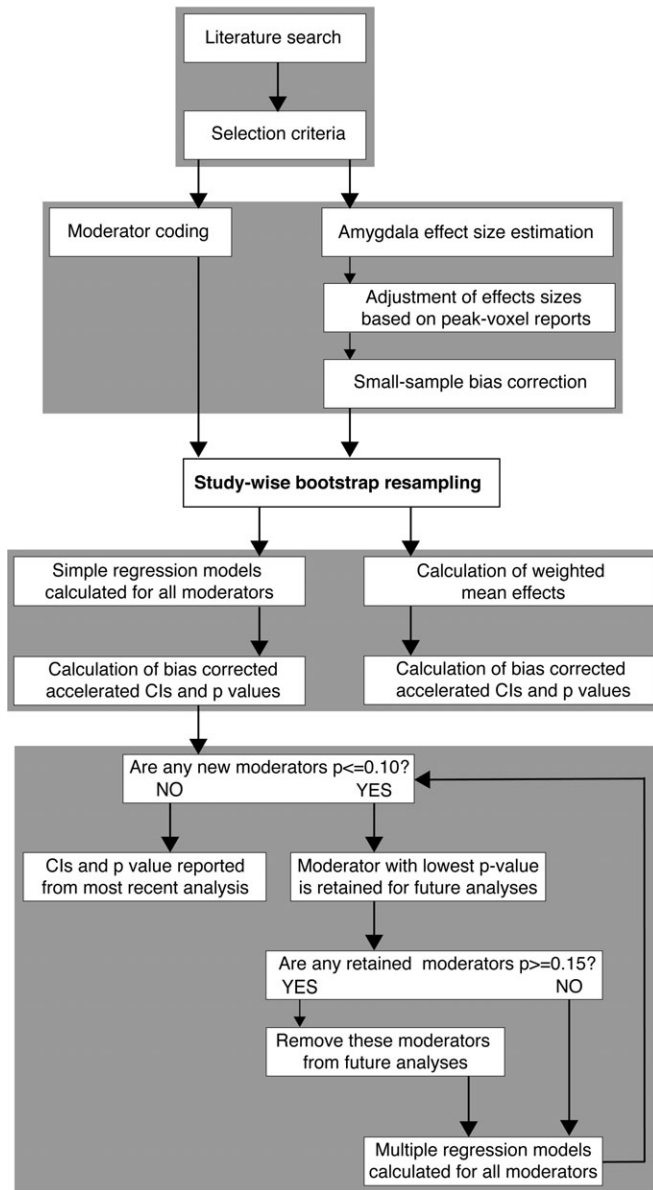 Literature search
Selection criteria
Moderator coding
Amygdala effect size estimation
Adjustment of effects sizes
based on peak-voxel reports
Small-sample bias correction
Study-wise bootstrap resampling
Simple regression models
calculated for all moderators
Calculation of weighted
mean effects
Calculation of bias corrected
accelerated CIs and p values
Calculation of bias corrected
accelerated CIs and p values
Are any new moderators p<=0.10?
NO YES
CIs and p value reported
from most recent analysis
Moderator with lowest p-value
is retained for future analyses
Are any retained moderators p>=0.15?
YES NO
Remove these moderators
from future analyses
Multiple regression models
calculated for all moderators